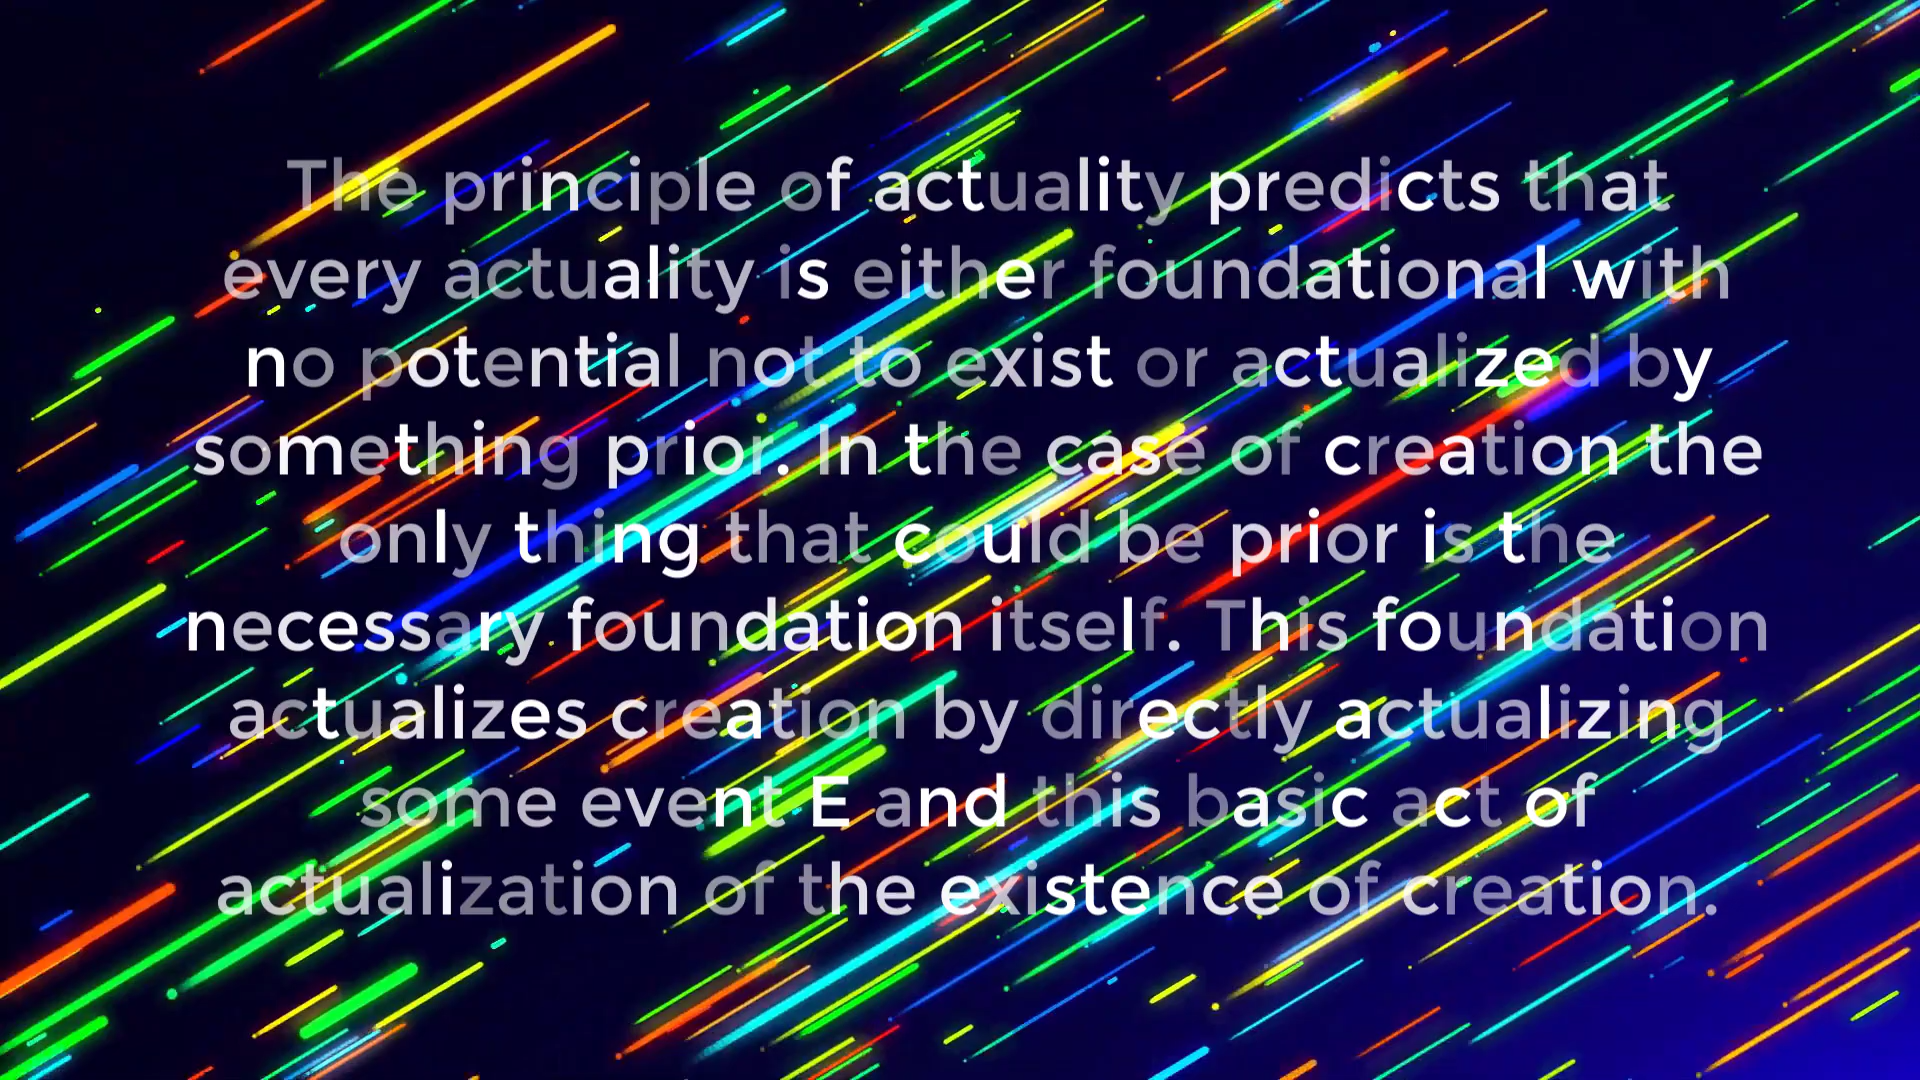 The principle of actuality predicts that
every actuality is either foundational with
no potential not to exist or actualized by
something prior. In the case of creation the
only thing that could be prior is the
necessary foundation itself. This foundation
actualizes creation by directly actualizing
some event E and this basic act of
actualization of the existence of creation.